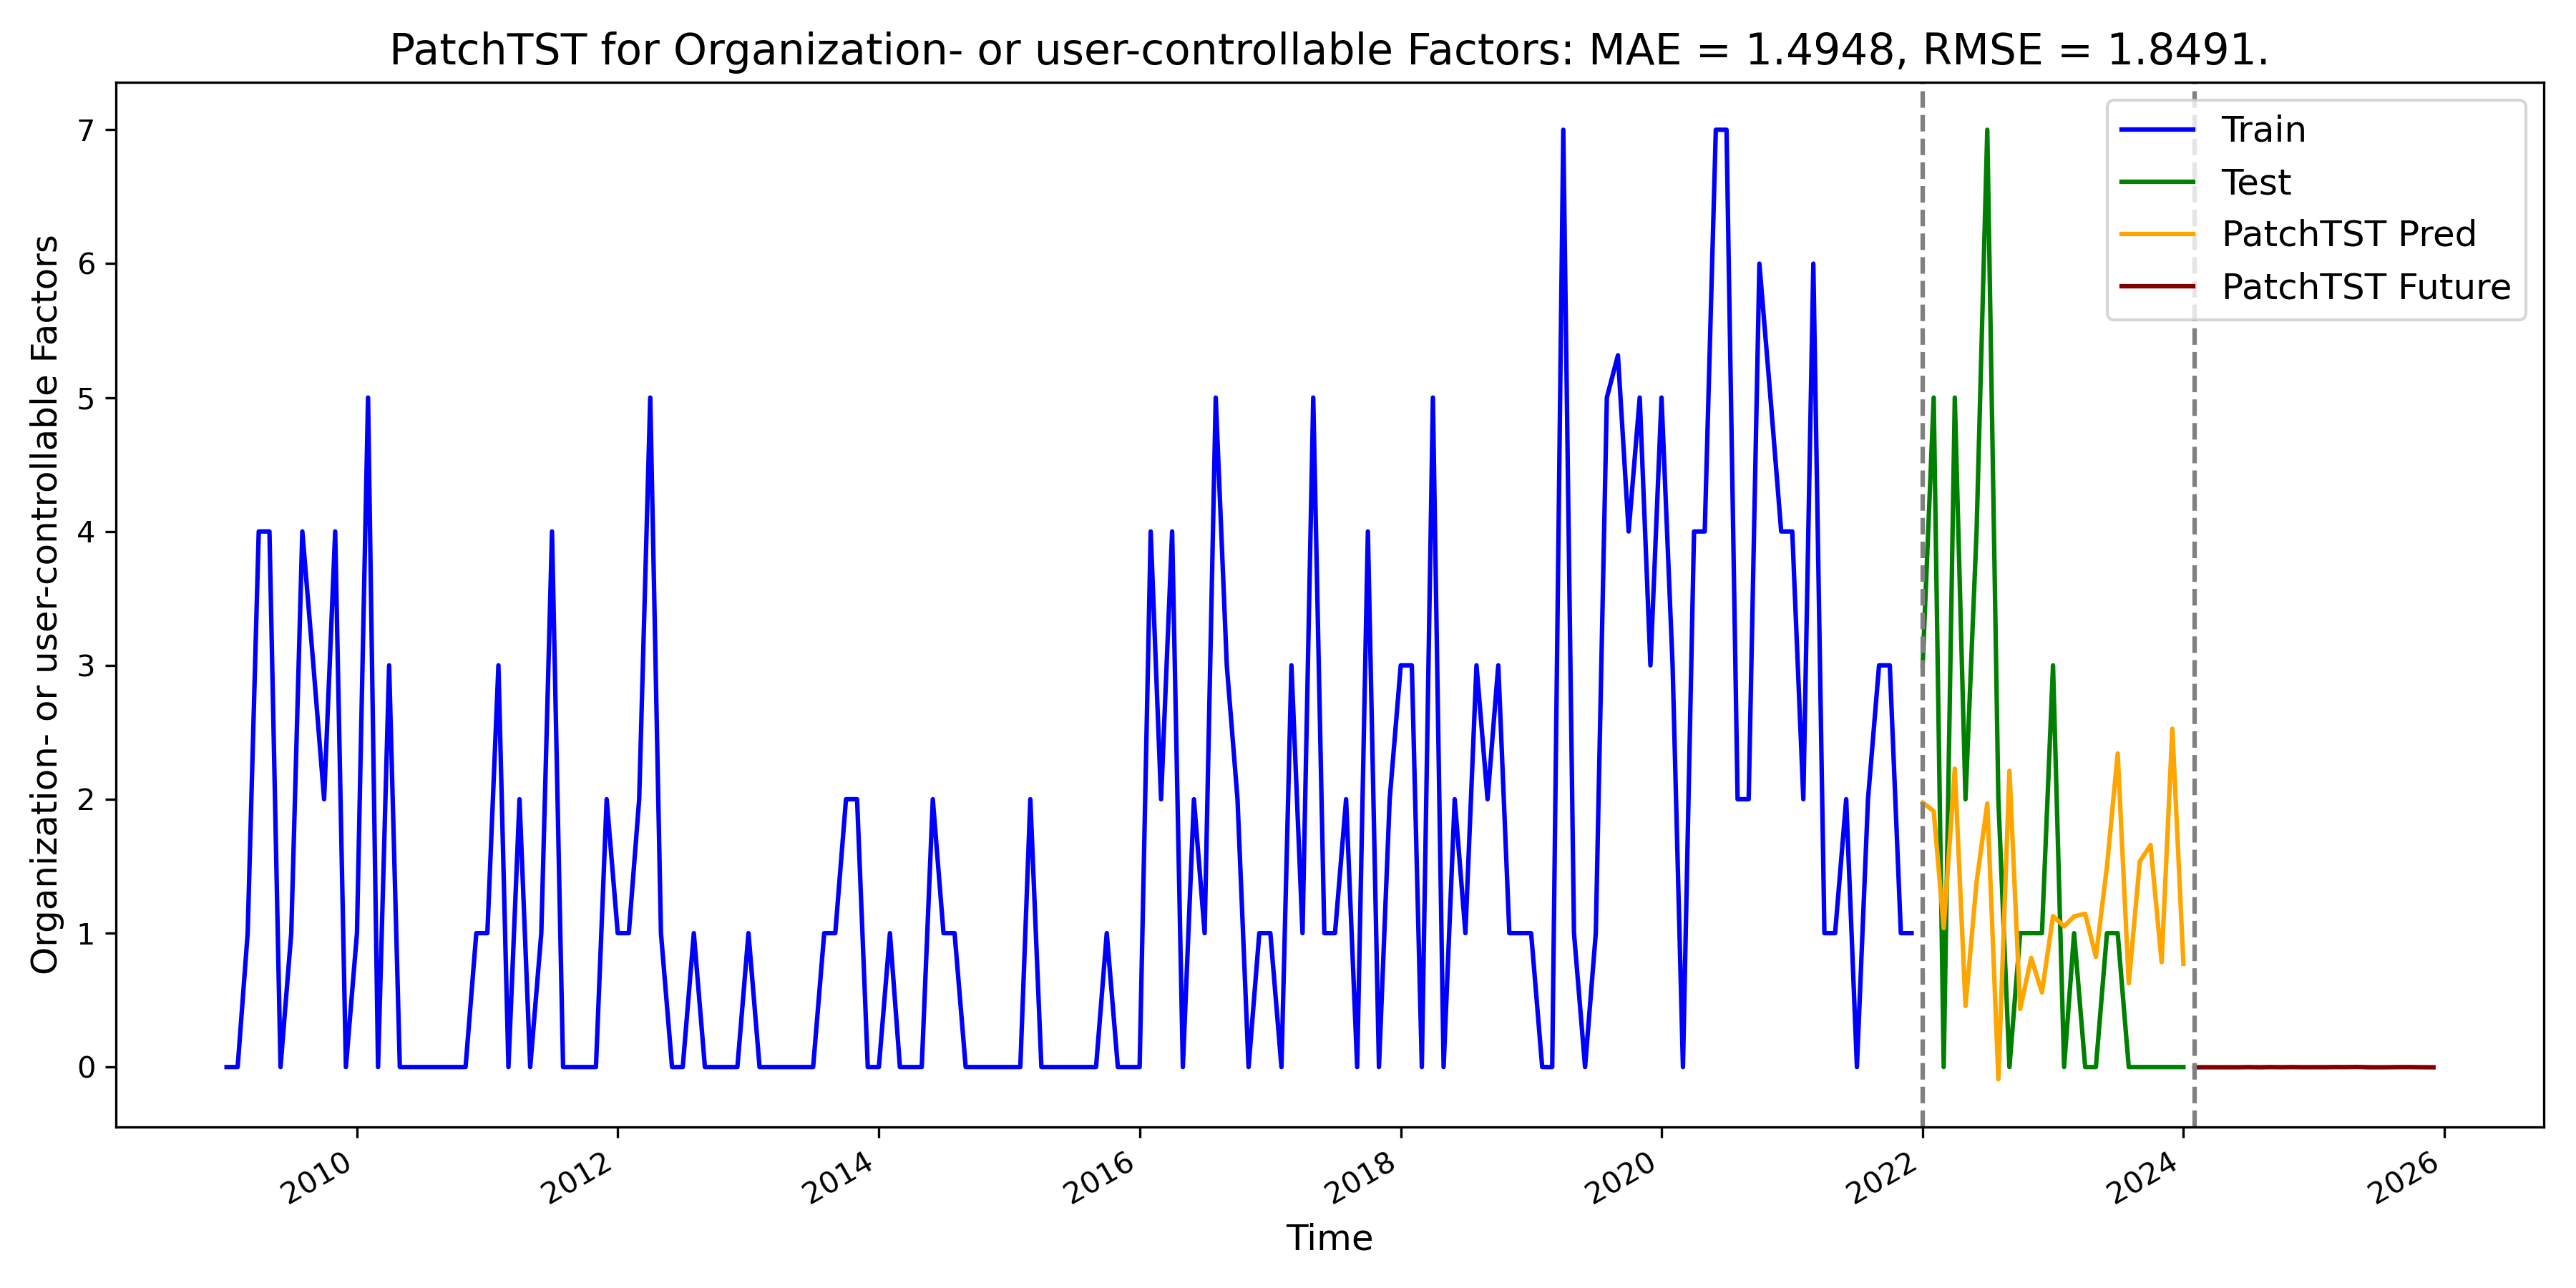 PatchTST for Organization- or user-controllable Factors: MAE = 1.4948, RMSE = 1.8491.
Organization- or user-controllable Factors
7
6
5
4
3
2
1
0
Train
Test
PatchTST Pred
PatchTST Future
2010
2012
2014
2016
2018
2020
2022
2024
2026
Time